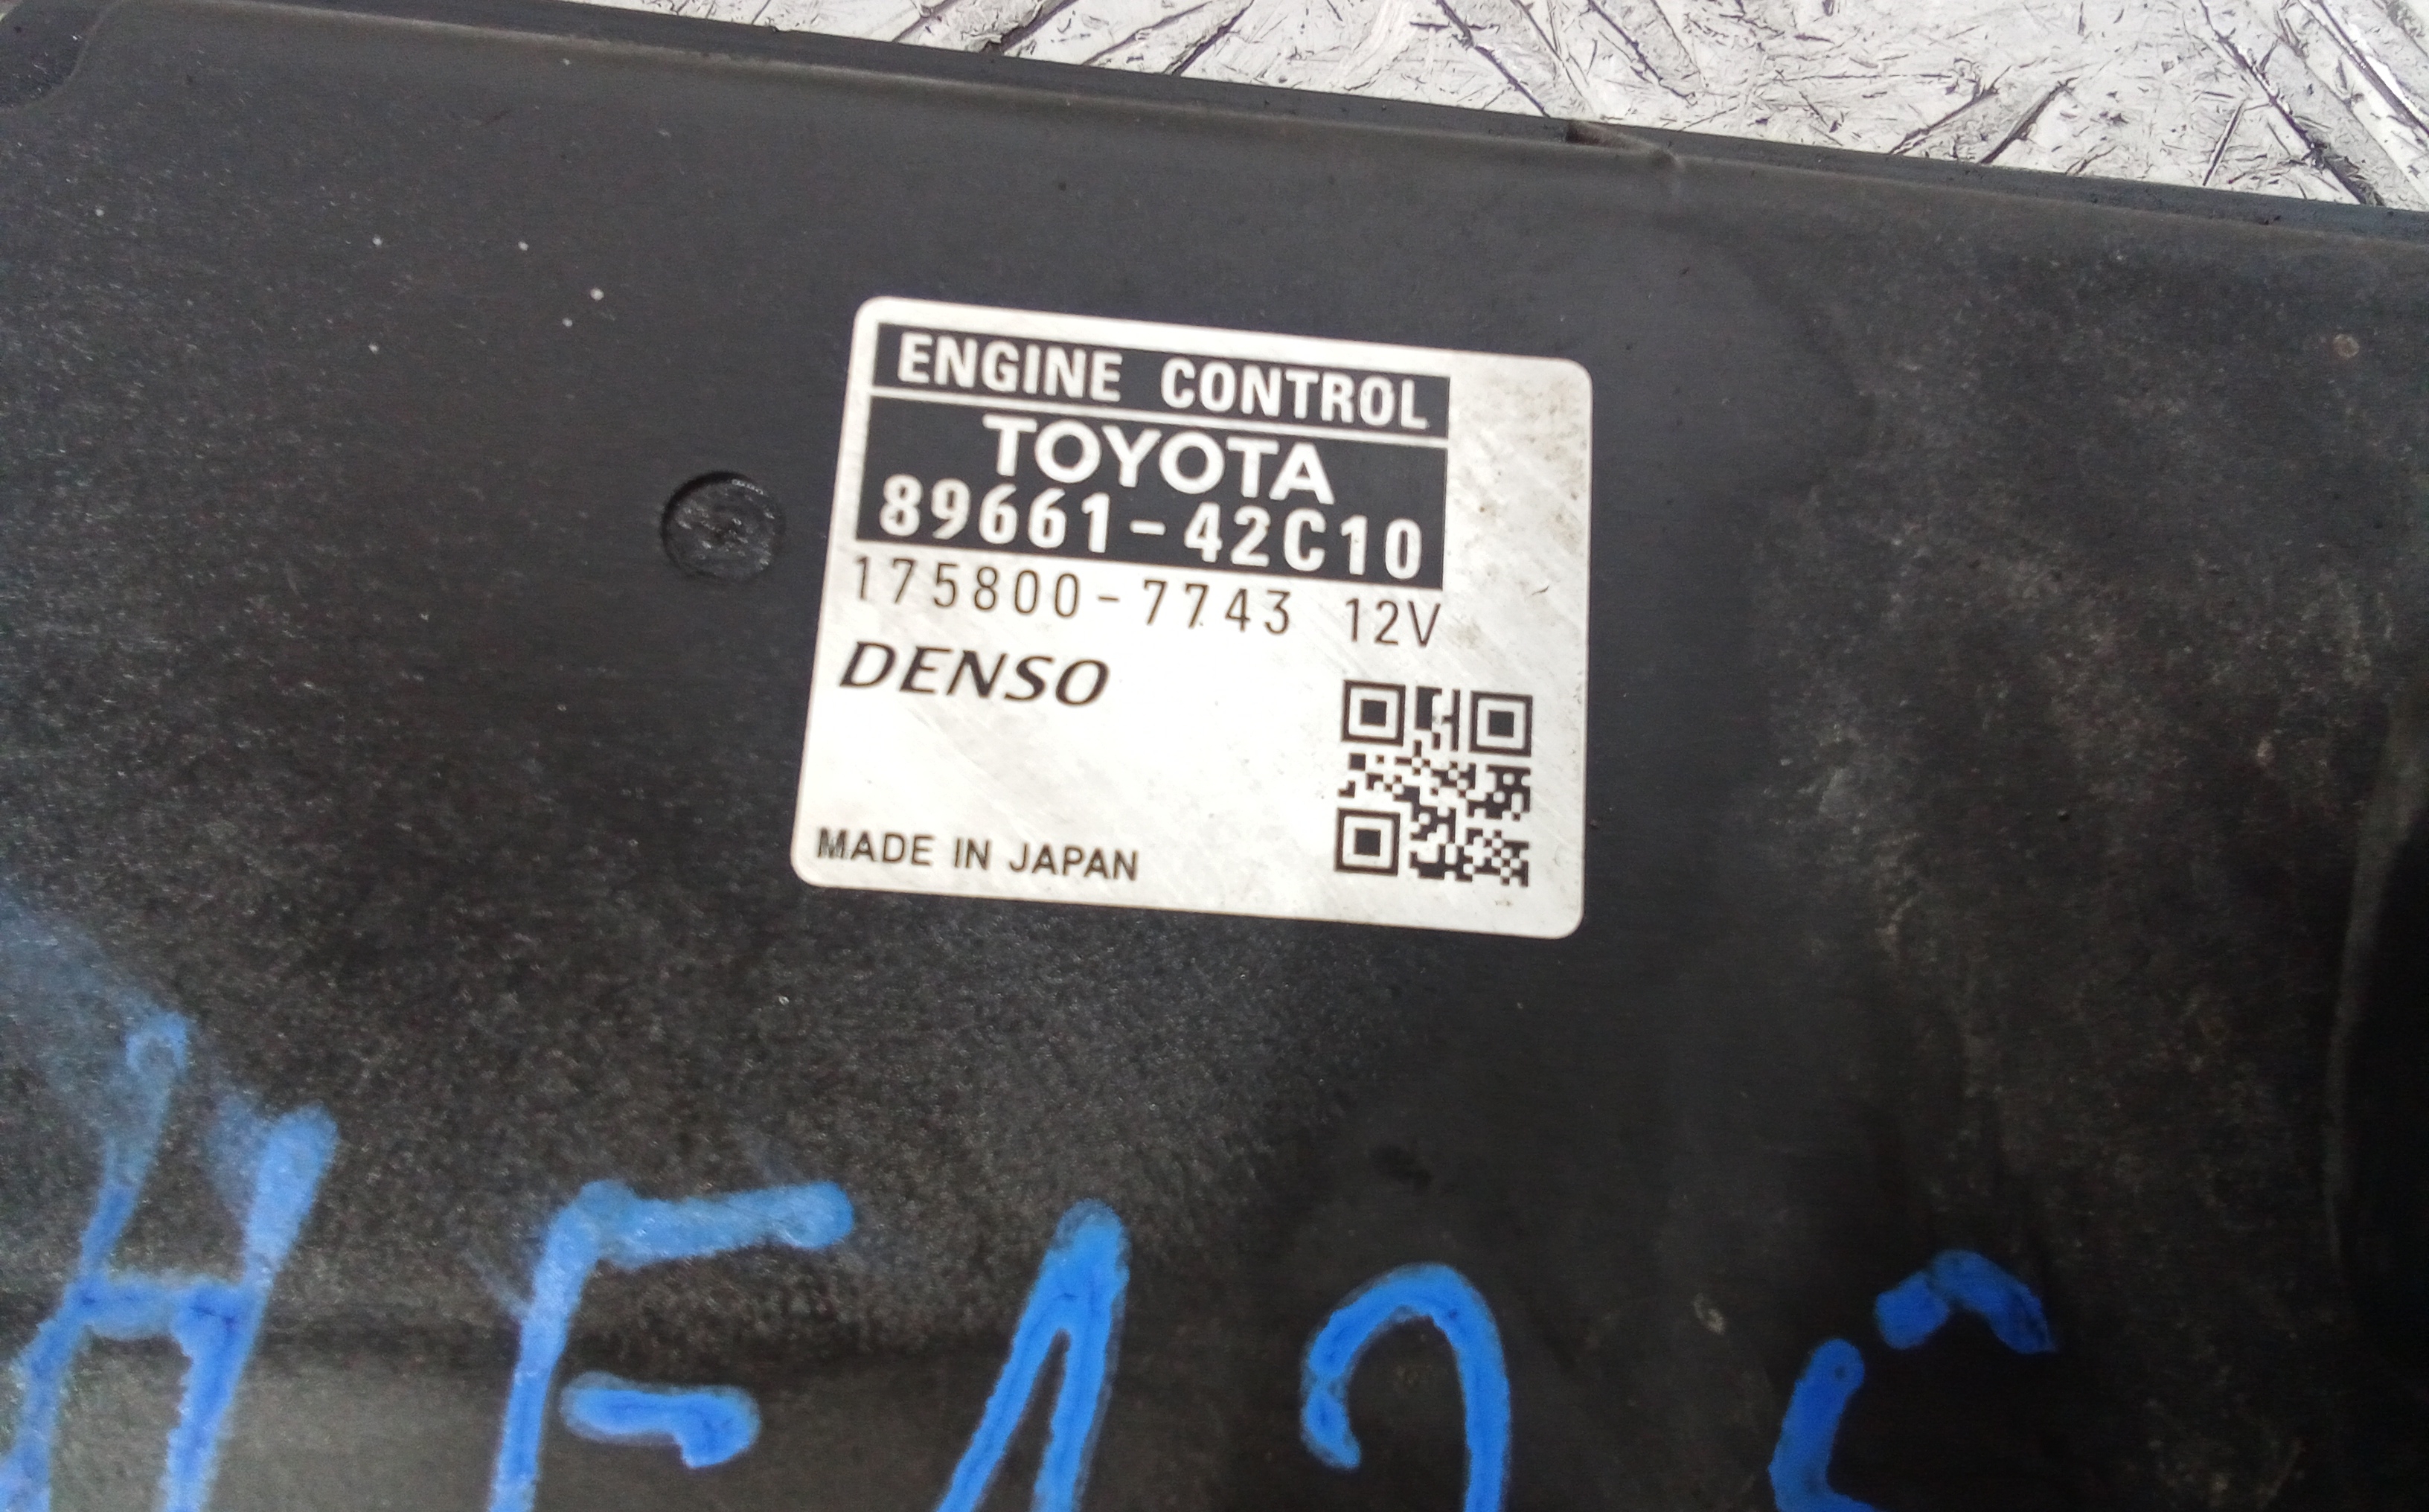 ENGINE CONTROL
TOYOTA
89661-42C10
175800-7743 12V
DENSO
MADE IN JAPAN